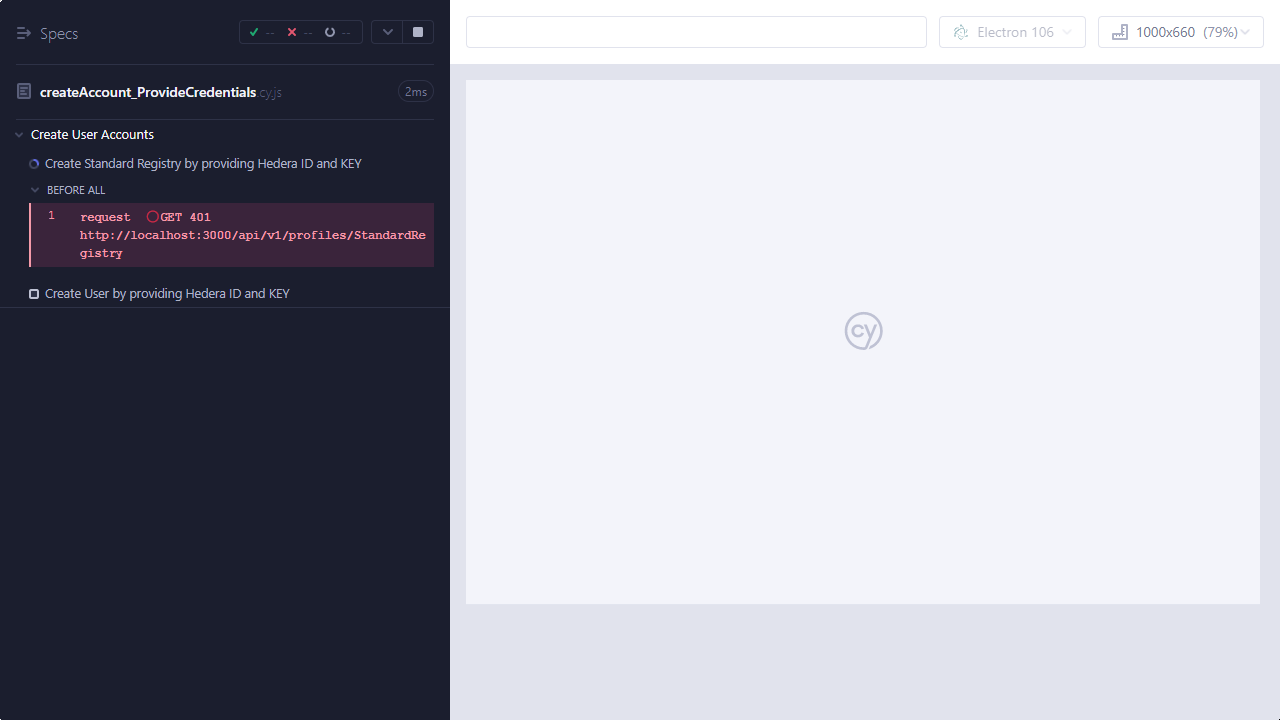 Specs
--
--
--
createAccount_ProvideCredentials.cy.js
2ms
Create User Accounts
Create Standard Registry by providing Hedera ID and KEY
BEFORE ALL
1 request GET 401
http://localhost:3000/api/v1/profiles/StandardRe
gistry
Create User by providing Hedera ID and KEY
Electron 106
1000x660 (79%)
cy